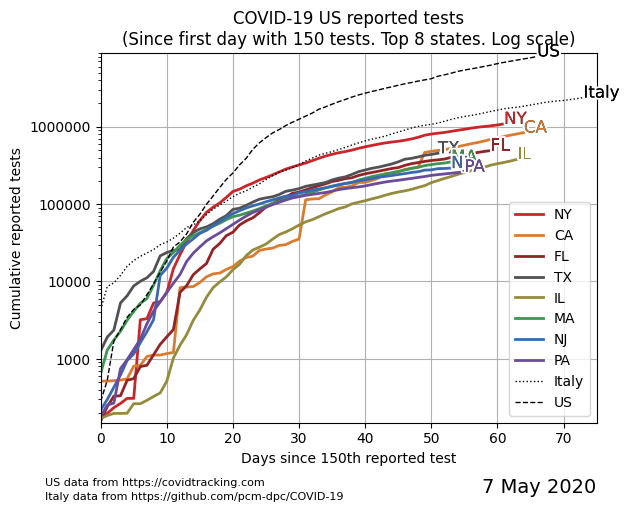 COVID-19 US reported tests
(Since first day with 150 tests. Top 8 states. Log scale)
US
Italy
NY
CA
FL
TX
MA
IL
NJ
PA
1000000
100000
10000
1000
Cumulative reported tests
NY
CA
FL
TX
IL
MA
NJ
PA
Italy
US
0 10 20 30 40 50 60 70
Days since 150th reported test
US data from https://covidtracking.com
Italy data from https://github.com/pcm-dpc/COVID-19
7 May 2020